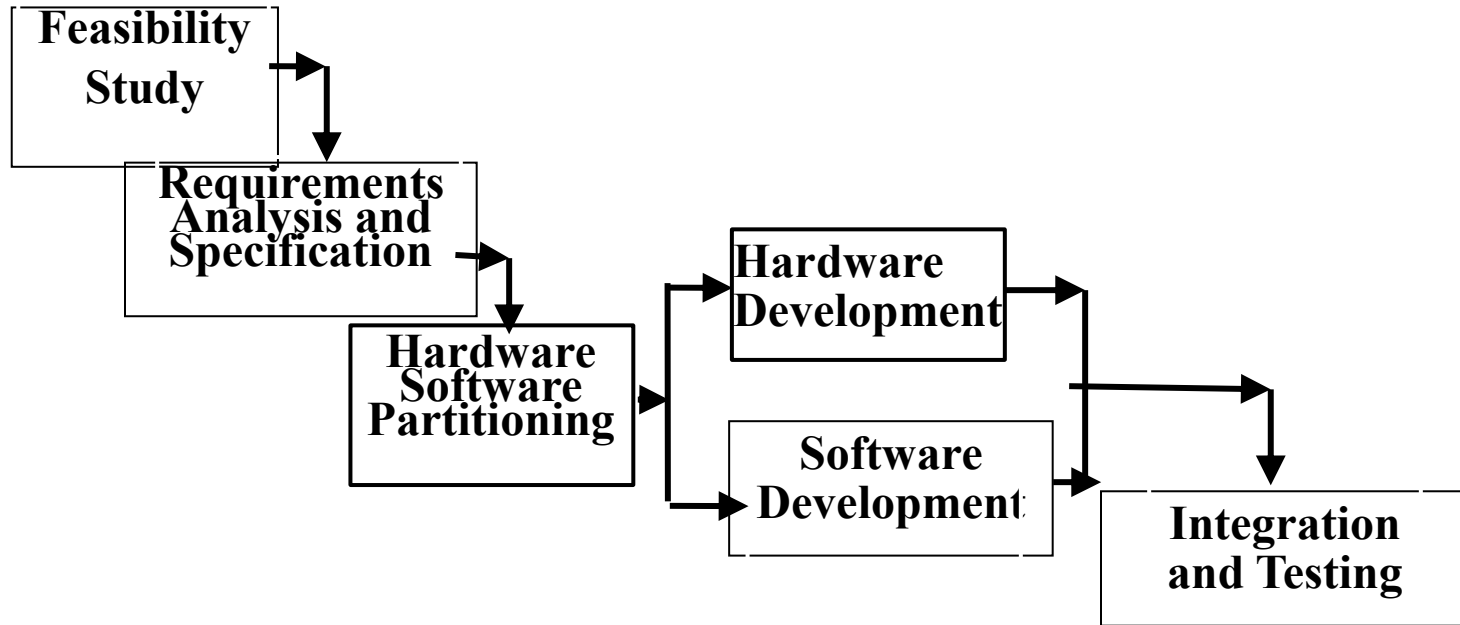 Feasibility
Study
Requirements
Analysis and
Specification
Hardware
Software
Partitioning
Hardware
Development
Software
Development
Integration
and Testing